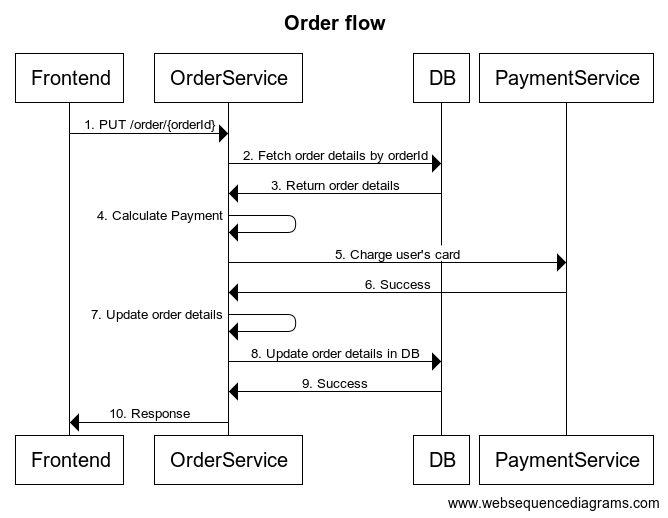 Order flow
Frontend OrderService DB PaymentService
1. PUT /order/{orderId}
2. Fetch order details by orderId
3. Return order details
4. Calculate Payment
5. Charge user's card
6. Success
7. Update order details
8. Update order details in DB
9. Success
10. Response
Frontend OrderService DB PaymentService
www.websequencediagrams.com